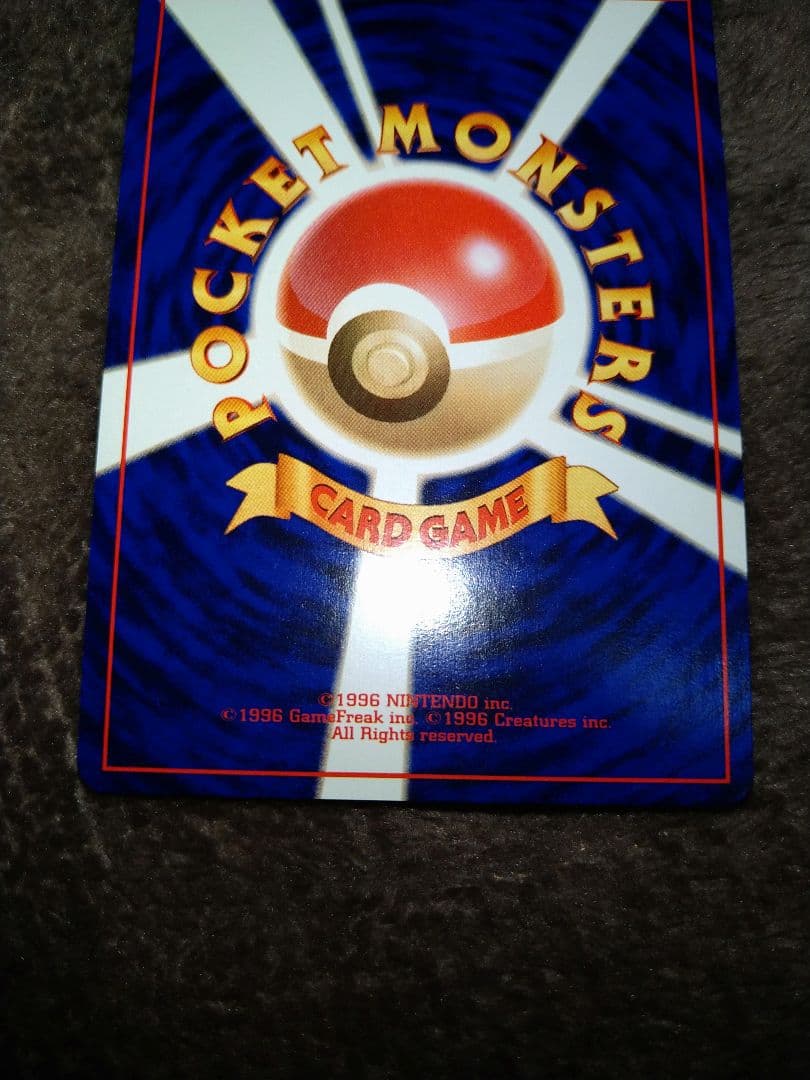 POCKET MONSTERS
CARD GAME
©1996 NINTENDO inc.
©1996 GameFreak inc. ©1996 Creatures inc.
All Rights reserved.